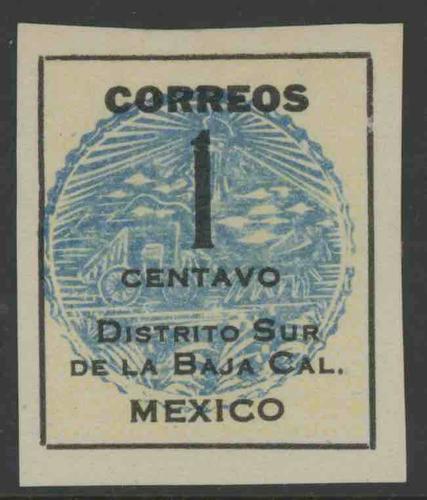 CORREOS
1
CENTAVO
DISTRITO SUR
DE LA BAJA CAL.
MEXICO